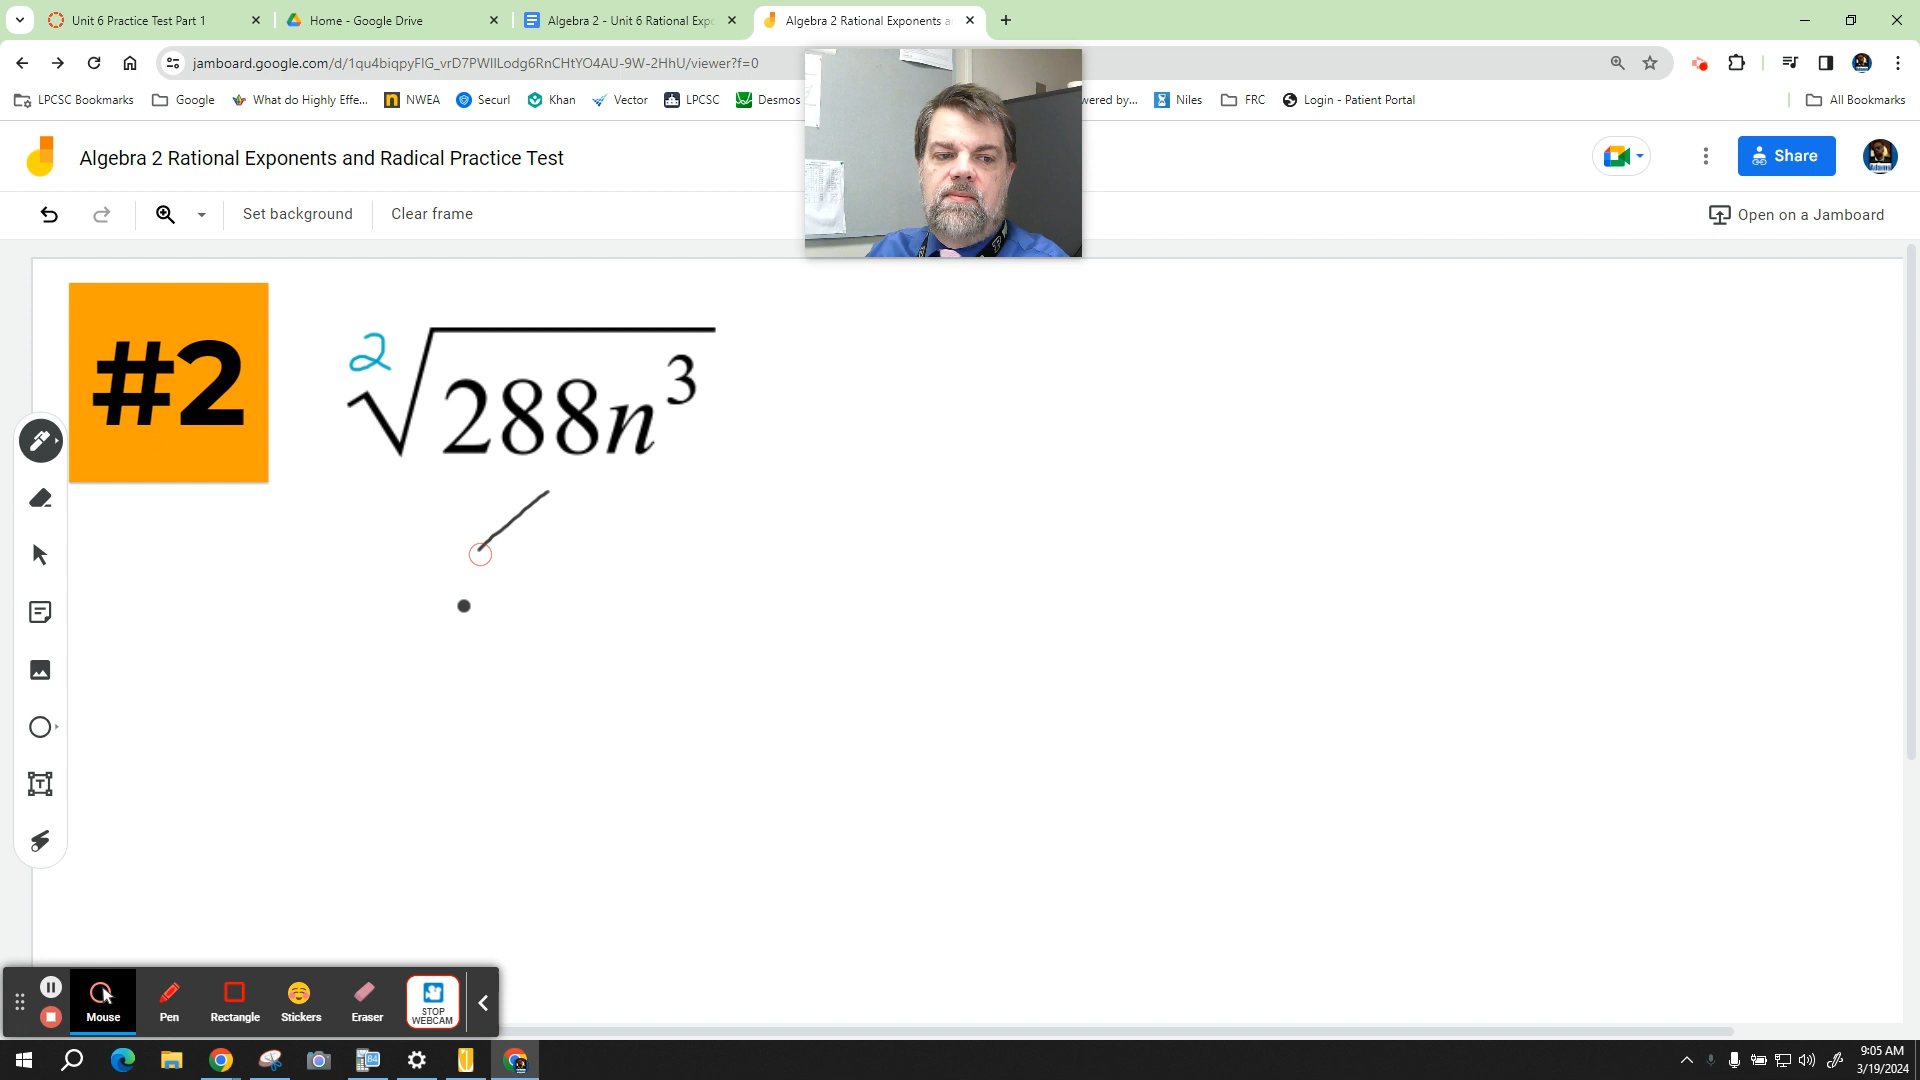 Unit 6 Practice Test Part 1
Home - Google Drive
Algebra 2 - Unit 6 Rational Expo
Algebra 2 Rational Exponents a
jamboard.google.com/d/1qu4biqpyFIG_vrD7PWIlLodg6RnCHtYO4AU-9W-2HhU/viewer?f=0
LPCSC Bookmarks
Google
What do Highly Effe...
NWEA
Securl
Khan
Vector
LPCSC
Desmos
wered by...
Niles
FRC
Login - Patient Portal
All Bookmarks
Algebra 2 Rational Exponents and Radical Practice Test
Share
Set background
Clear frame
Open on a Jamboard
#2
2√288n³
Mouse
Pen
Rectangle
Stickers
Eraser
STOP
WEBCAM
9:05 AM
3/19/2024